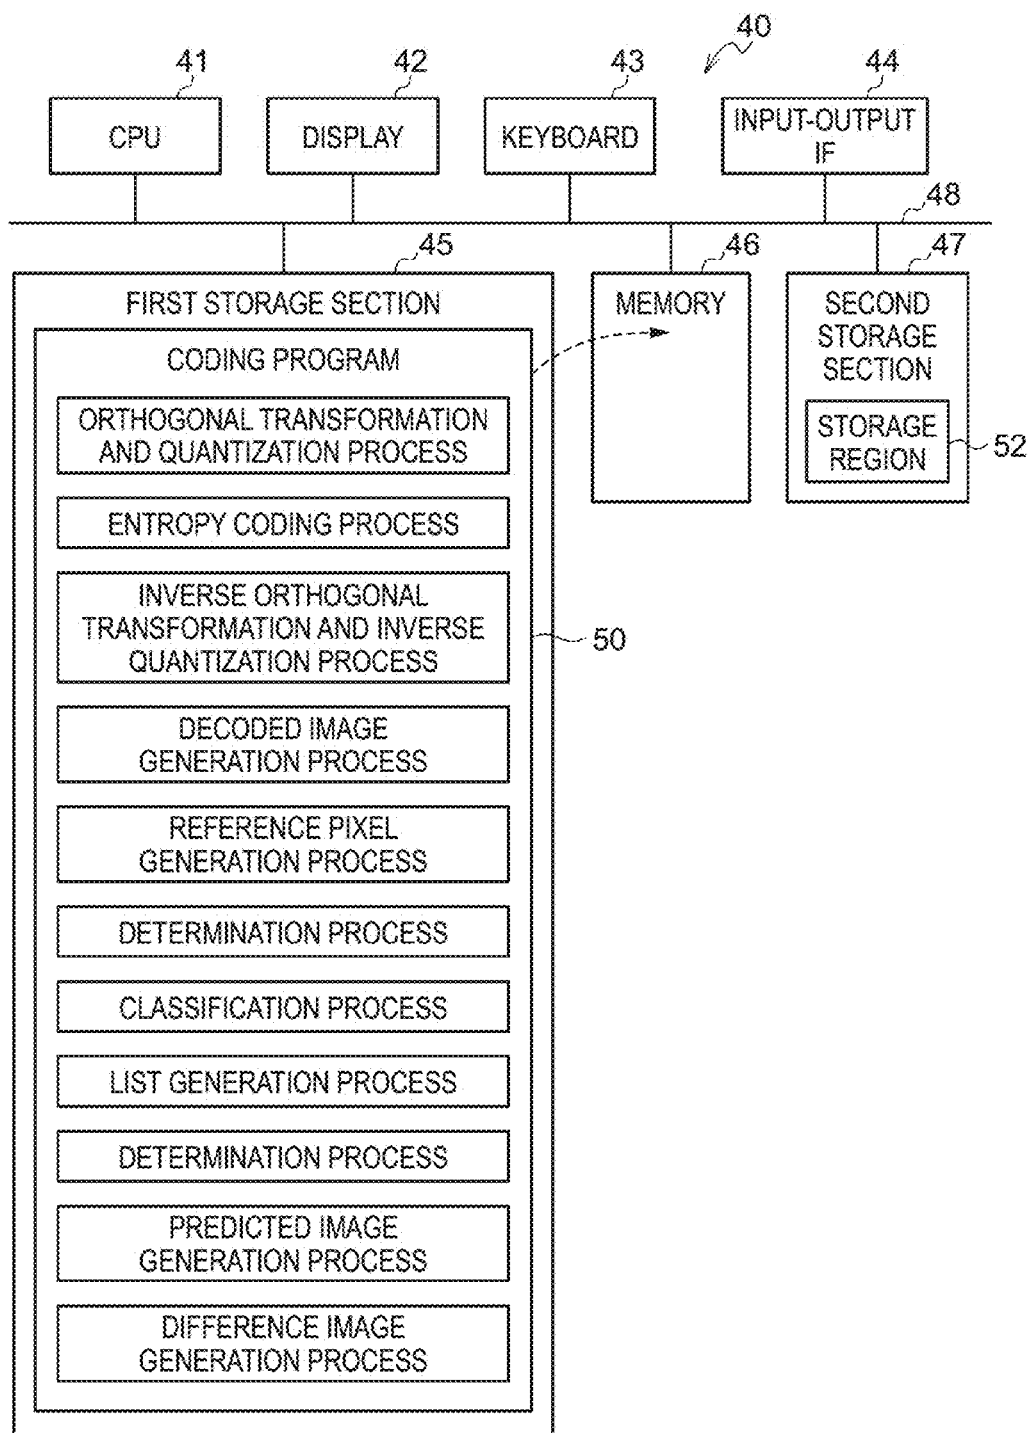 40
41
42
43
44
CPU
DISPLAY
KEYBOARD
INPUT-OUTPUT
IF
48
45
46
47
FIRST STORAGE SECTION
CODING PROGRAM
ORTHOGONAL TRANSFORMATION
AND QUANTIZATION PROCESS
ENTROPY CODING PROCESS
INVERSE ORTHOGONAL
TRANSFORMATION AND INVERSE
QUANTIZATION PROCESS
50
DECODED IMAGE
GENERATION PROCESS
REFERENCE PIXEL
GENERATION PROCESS
DETERMINATION PROCESS
CLASSIFICATION PROCESS
LIST GENERATION PROCESS
DETERMINATION PROCESS
PREDICTED IMAGE
GENERATION PROCESS
DIFFERENCE IMAGE
GENERATION PROCESS
MEMORY
SECOND
STORAGE
SECTION
STORAGE
REGION
52